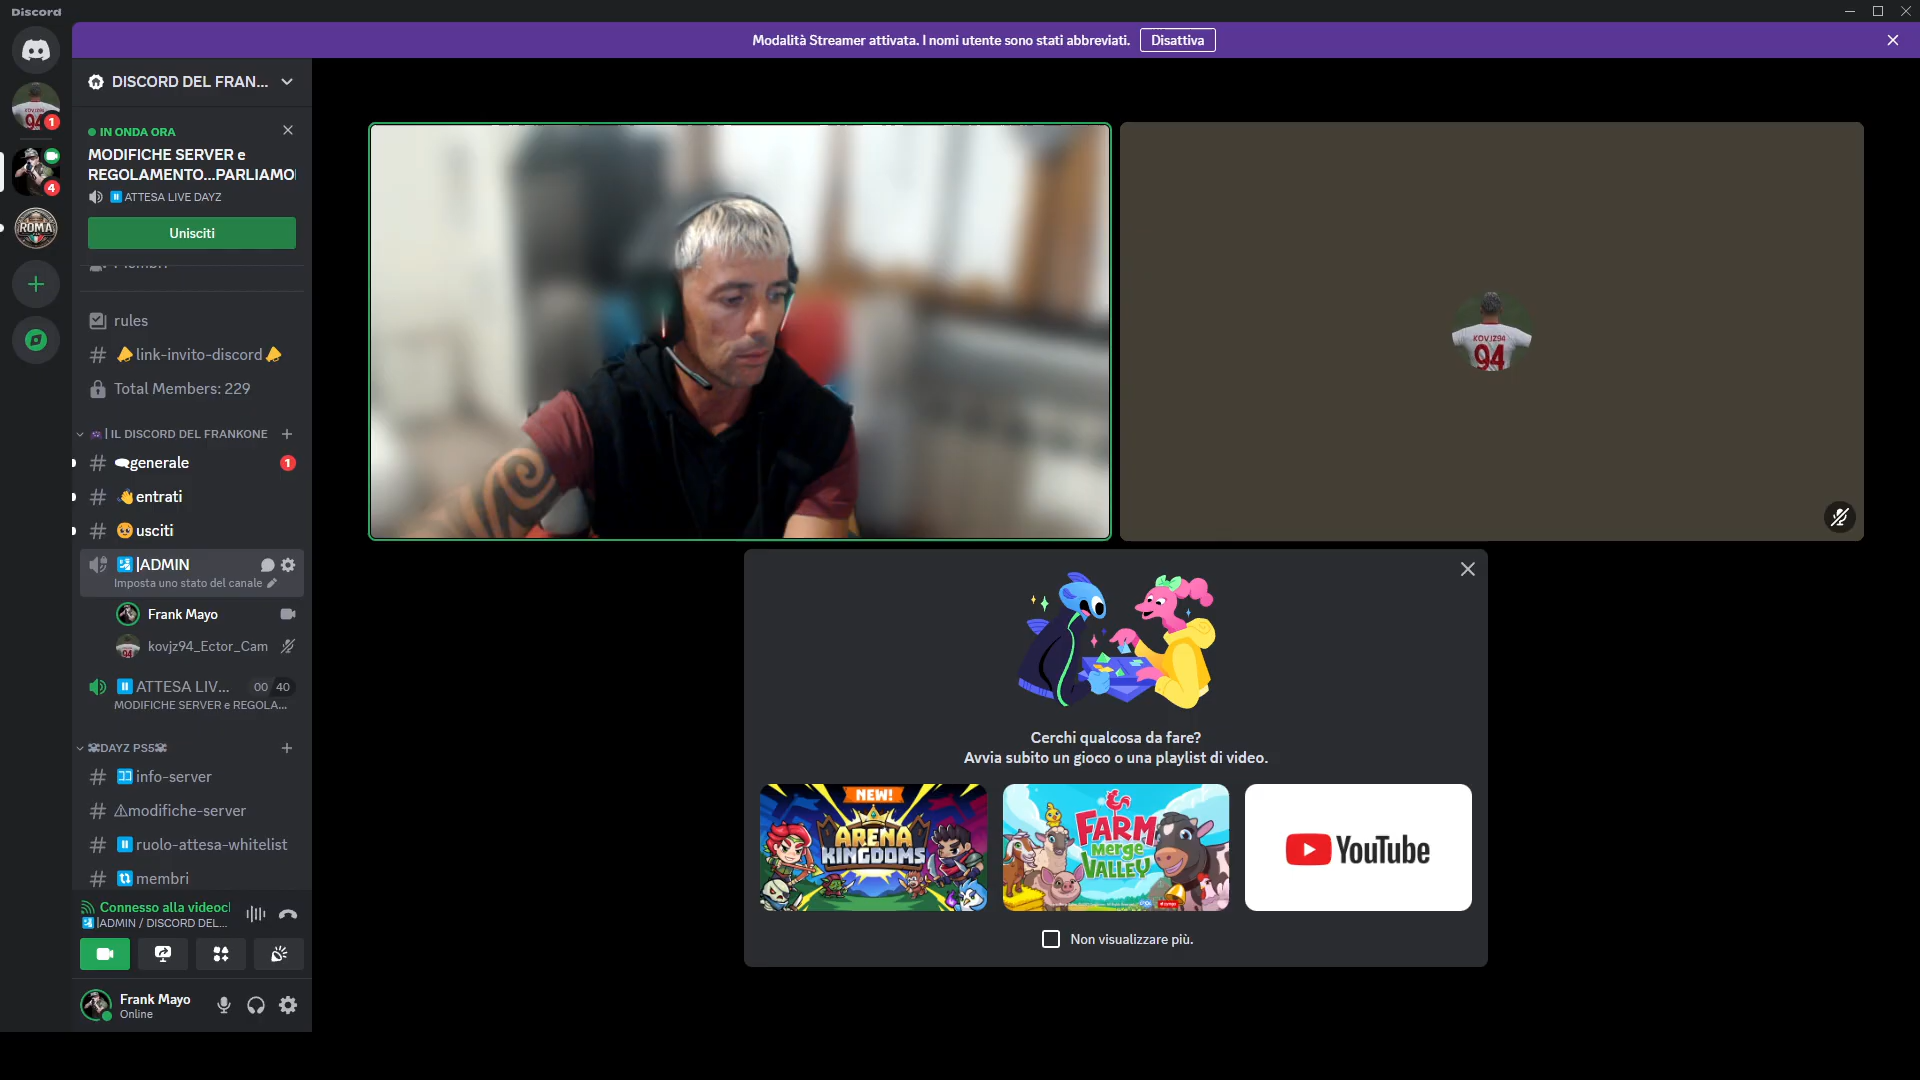 Discord
Modalità Streamer attivata. I nomi utente sono stati abbreviati.
Disattiva
DISCORD DEL FRAN...
IN ONDA ORA
MODIFICHE SERVER e
REGOLAMENTO...PARLIAMO
ATTESA LIVE DAYZ
Unisciti
1
4
ROMA
Membri
rules
link-invito-discord
Total Members: 229
| IL DISCORD DEL FRANKONE
generale
1
entrati
usciti
|ADMIN
Imposta uno stato del canale
Frank Mayo
kovjz94_Ector_Cam
ATTESA LIV...
00 40
MODIFICHE SERVER e REGOLA...
DAYZ PS5
info-server
modifiche-server
ruolo-attesa-whitelist
membri
Connesso alla videoc
|ADMIN / DISCORD DEL...
Frank Mayo
Online
KOVJZ94
94
Cerchi qualcosa da fare?
Avvia subito un gioco o una playlist di video.
NEW!
ARENA
KINGDOMS
FARM
Merge
VALLEY
YouTube
Non visualizzare più.